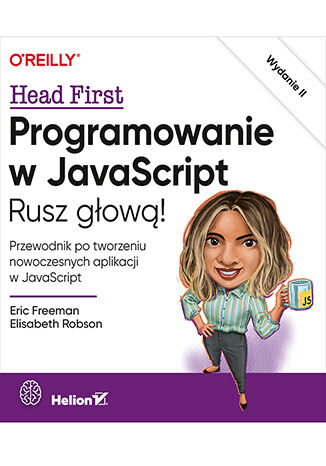 O'REILLY®
Wydanie II
Head First
Programowanie
w JavaScript
Rusz głową!
Przewodnik po tworzeniu
nowoczesnych aplikacji
w JavaScript
Eric Freeman
Elisabeth Robson
JS
Helion